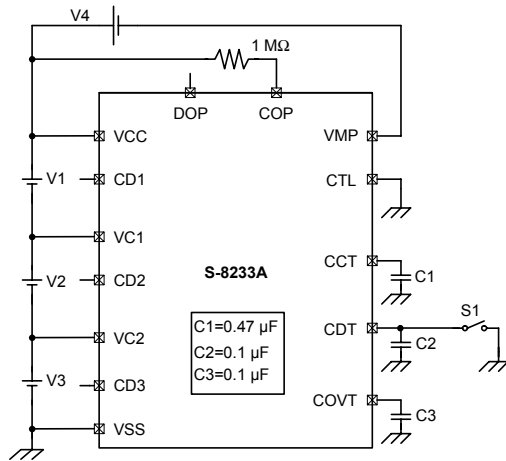 V4
1 MΩ
DOP
COP
VCC
VMP
V1
CD1
CTL
VC1
S-8233A
CCT
C1
V2
CD2
S1
C1=0.47 µF
C2=0.1 µF
C3=0.1 µF
CDT
C2
VC2
V3
CD3
COVT
C3
VSS